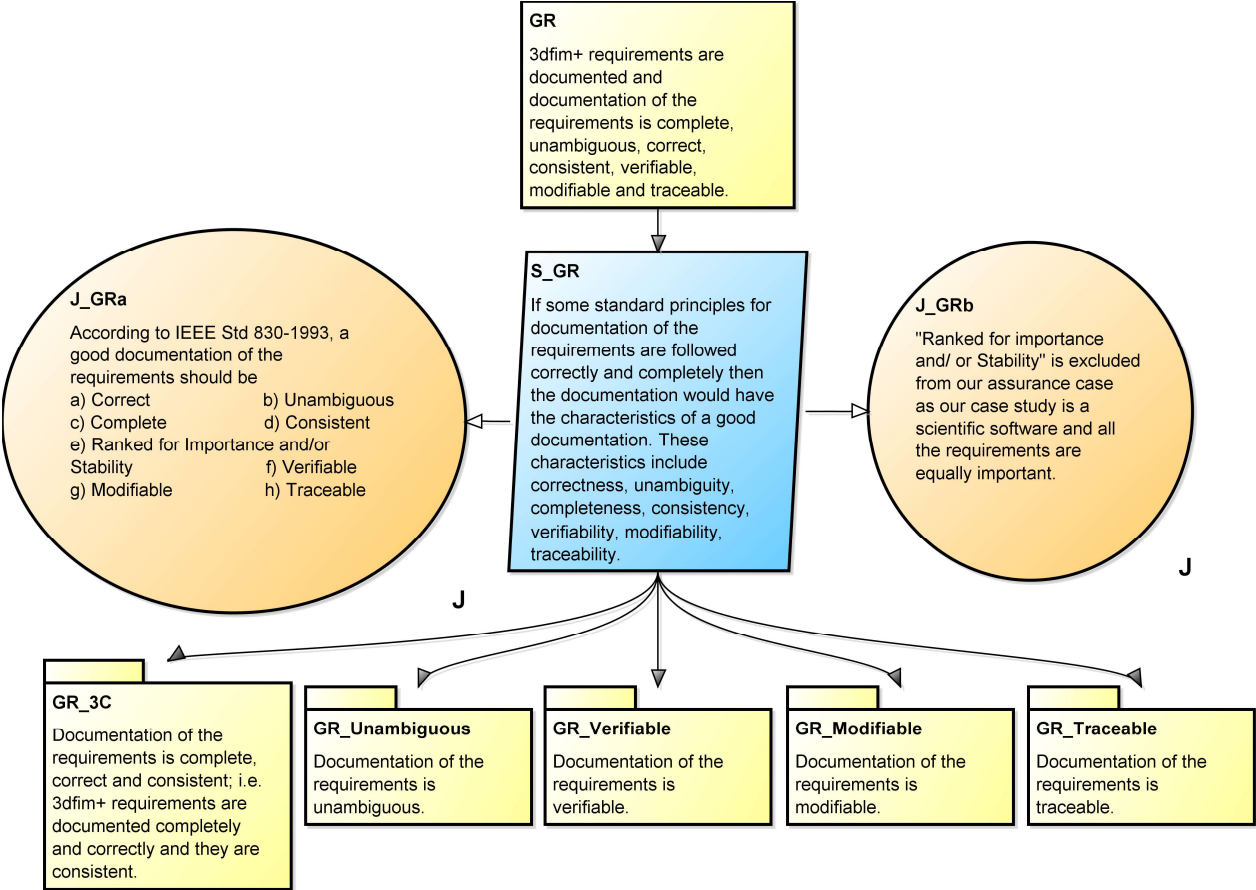 GR
3dfim+ requirements are
documented and
documentation of the
requirements is complete,
unambiguous, correct,
consistent, verifiable,
modifiable and traceable.
J_GRa
According to IEEE Std 830-1993, a
good documentation of the
requirements should be
a) Correct b) Unambiguous
c) Complete d) Consistent
e) Ranked for Importance and/or
Stability f) Verifiable
g) Modifiable h) Traceable
J
S_GR
If some standard principles for
documentation of the
requirements are followed
correctly and completely then
the documentation would have
the characteristics of a good
documentation. These
characteristics include
correctness, unambiguity,
completeness, consistency,
verifiability, modifiability,
traceability.
J_GRb
"Ranked for importance
and/ or Stability" is excluded
from our assurance case
as our case study is a
scientific software and all
the requirements are
equally important.
J
GR_3C
Documentation of the
requirements is complete,
correct and consistent; i.e.
3dfim+ requirements are
documented completely
and correctly and they are
consistent.
GR_Unambiguous
Documentation of the
requirements is
unambiguous.
GR_Verifiable
Documentation of the
requirements is
verifiable.
GR_Modifiable
Documentation of the
requirements is
modifiable.
GR_Traceable
Documentation of the
requirements is
traceable.